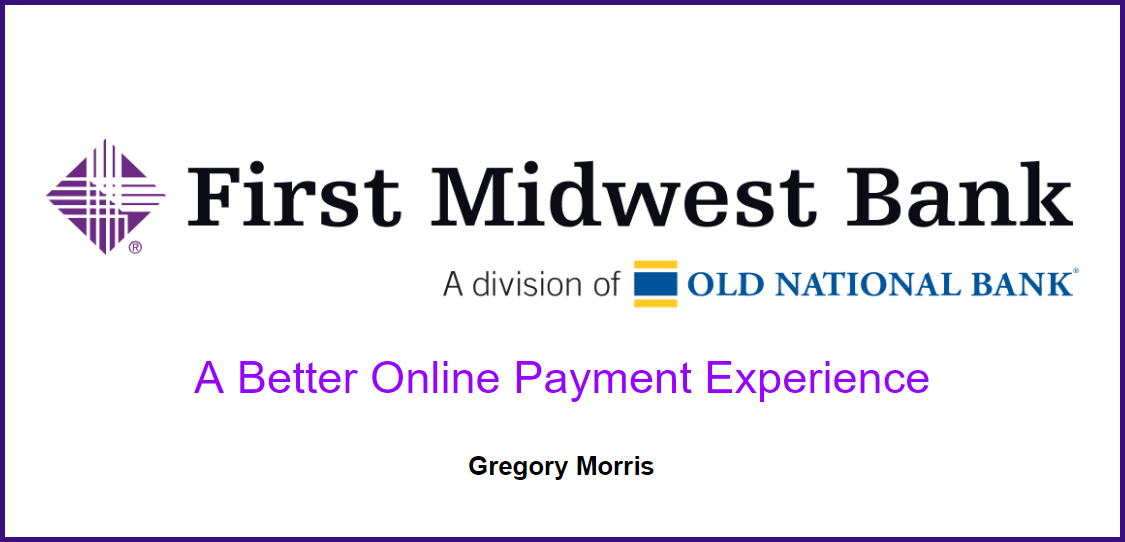 First Midwest Bank
®
A division of OLD NATIONAL BANK®
A Better Online Payment Experience
Gregory Morris